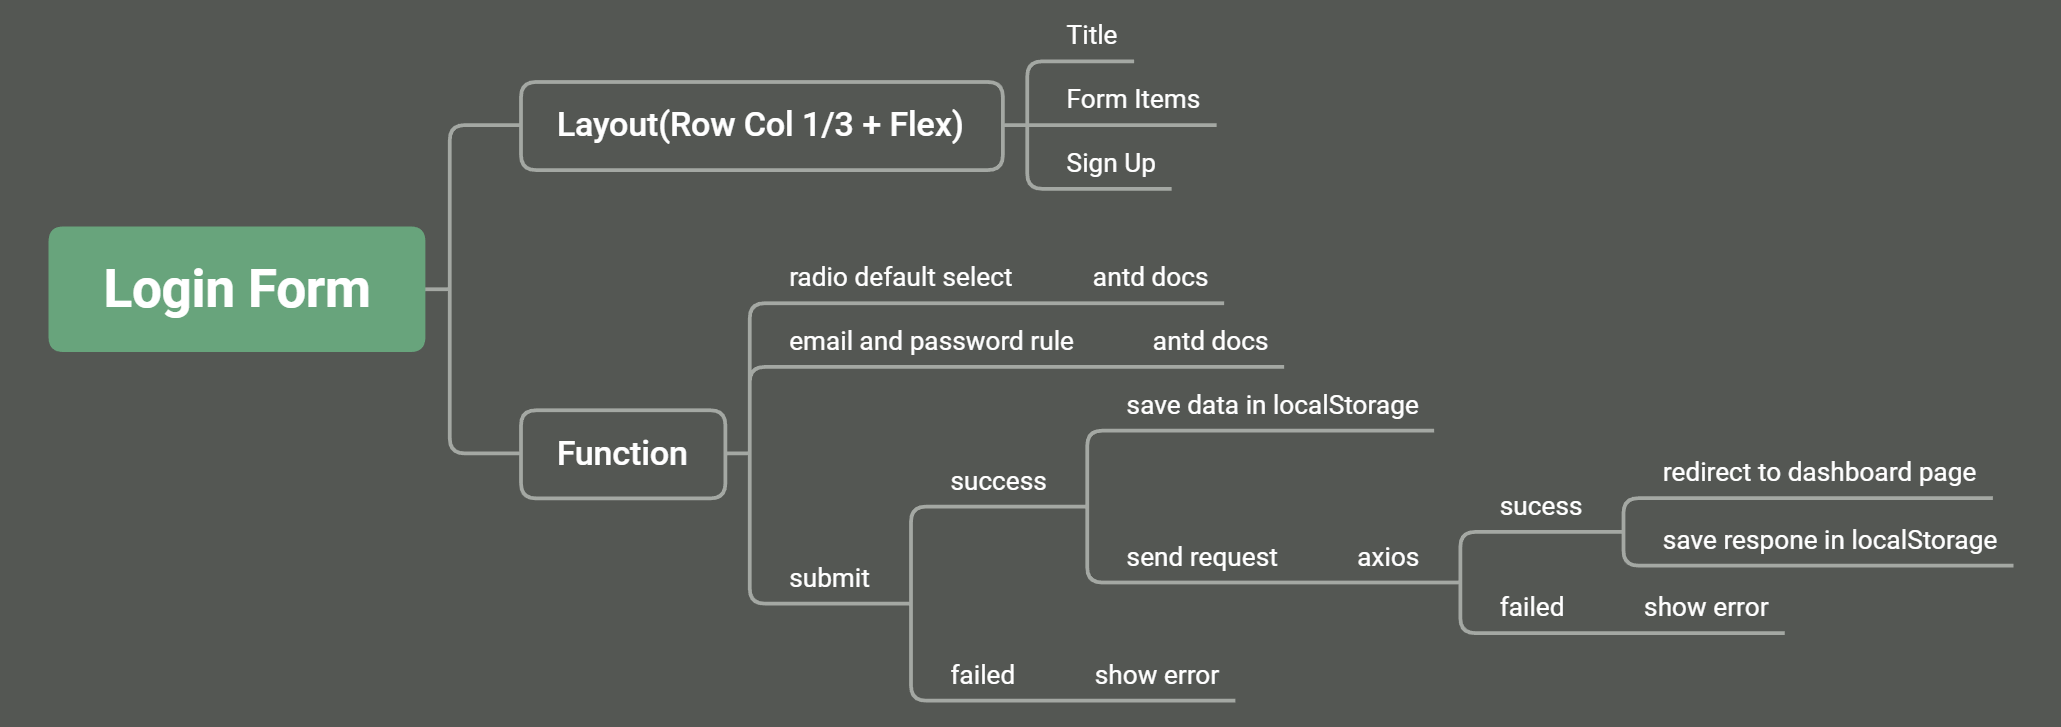 Login Form
Layout(Row Col 1/3 + Flex)
Title
Form Items
Sign Up
Function
radio default select
antd docs
email and password rule
antd docs
submit
success
save data in localStorage
send request
axios
sucess
redirect to dashboard page
save respone in localStorage
failed
show error
failed
show error